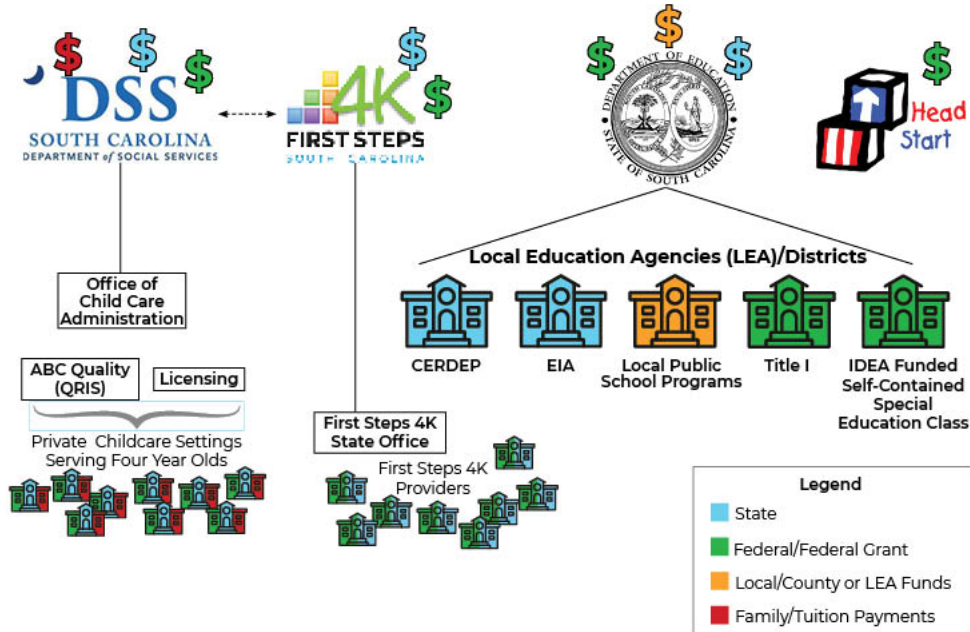 $ $ $
DSS
SOUTH CAROLINA
DEPARTMENT of SOCIAL SERVICES
$ $
4K
FIRST STEPS
SOUTH CAROLINA
$ $ $
DEPARTMENT OF EDUCATION
STATE OF SOUTH CAROLINA
$
Head
Start
Office of
Child Care
Administration
ABC Quality
(QRIS)
Licensing
Private Childcare Settings
Serving Four Year Olds
First Steps 4K
State Office
First Steps 4K
Providers
Local Education Agencies (LEA)/Districts
CERDEP
EIA
Local Public
School Programs
Title I
IDEA Funded
Self-Contained
Special
Education Class
Legend
State
Federal/Federal Grant
Local/County or LEA Funds
Family/Tuition Payments